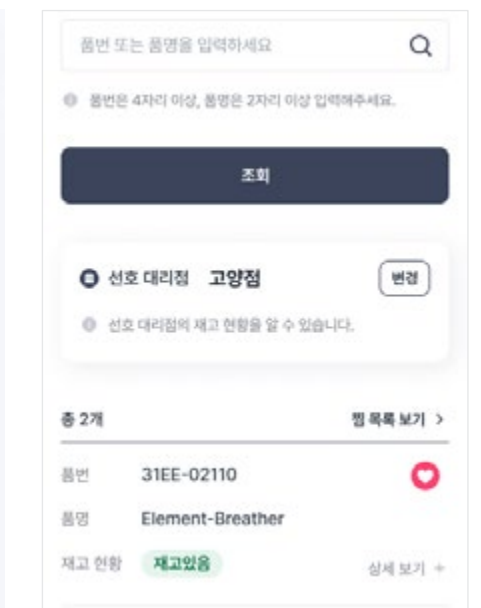 품번 또는 품명을 입력하세요
품번은 4자리 이상, 품명은 2자리 이상 입력해주세요.
조회
선호 대리점 고양점 변경
선호 대리점의 재고 현황을 알 수 있습니다.
총 2개 찜 목록 보기 >
품번 31EE-02110
품명 Element-Breather
재고 현황 재고있음 상세 보기 +